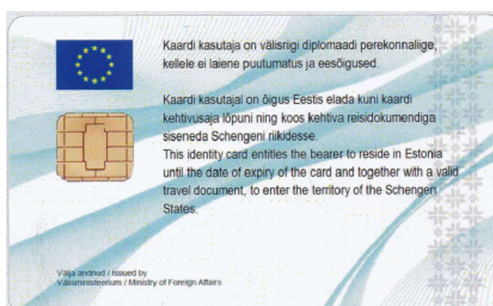 Kaardi kasutaja on välisriigi diplomaadi perekonnaliige,
kellele ei laiene puutumatus ja eesõigused.
Kaardi kasutajal on õigus Eestis elada kuni kaardi
kehtivusaja lõpuni ning koos kehtiva reisidokumendiga
siseneda Schengeni riikidesse.
This identity card entitles the bearer to reside in Estonia
until the date of expiry of the card and together with a valid
travel document, to enter the territory of the Schengen
States.
Välja andnud / Issued by
Välisministeerium / Ministry of Foreign Affairs